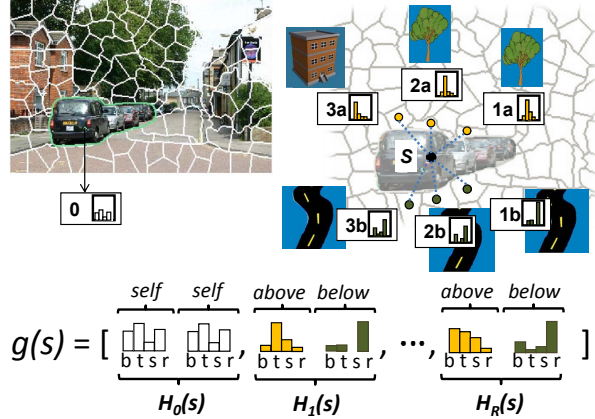 2a
3a
1a
S
0
3b
2b
1b
self self above below above below
g(s) = [ , , ..., ]
b t s r b t s r b t s r b t s r b t s r b t s r
H0(s) H1(s) HR(s)